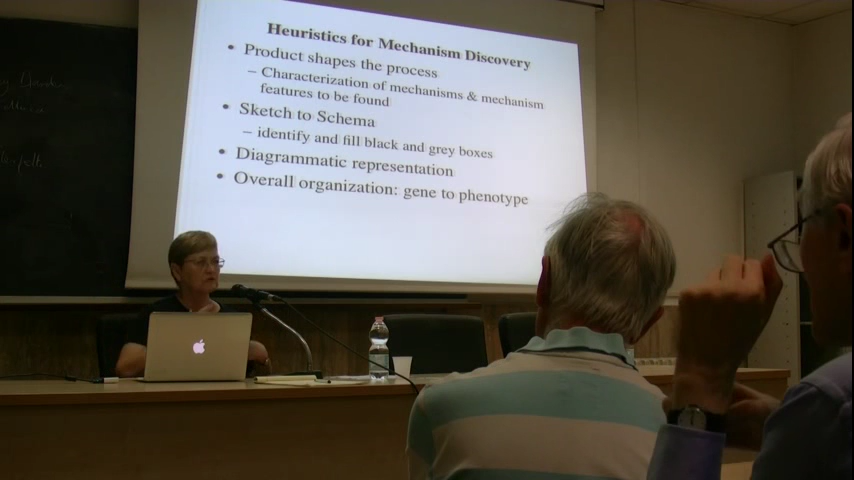 Heuristics for Mechanism Discovery
• Product shapes the process
– Characterization of mechanisms & mechanism
features to be found
• Sketch to Schema
– identify and fill black and grey boxes
• Diagrammatic representation
• Overall organization: gene to phenotype